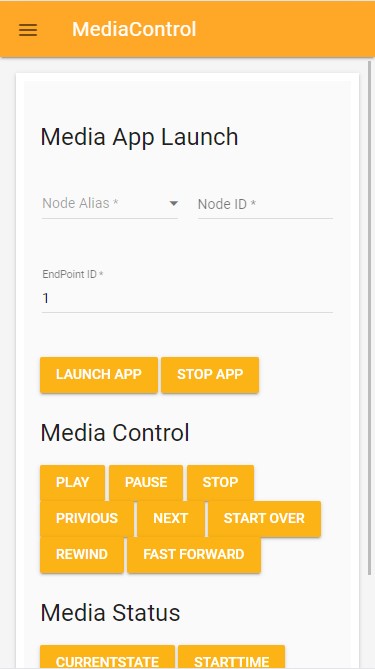 MediaControl
Media App Launch
Node Alias * Node ID *
EndPoint ID *
1
LAUNCH APP STOP APP
Media Control
PLAY PAUSE STOP
PRIVIOUS NEXT START OVER
REWIND FAST FORWARD
Media Status
CURRENTSTATE STARTTIME